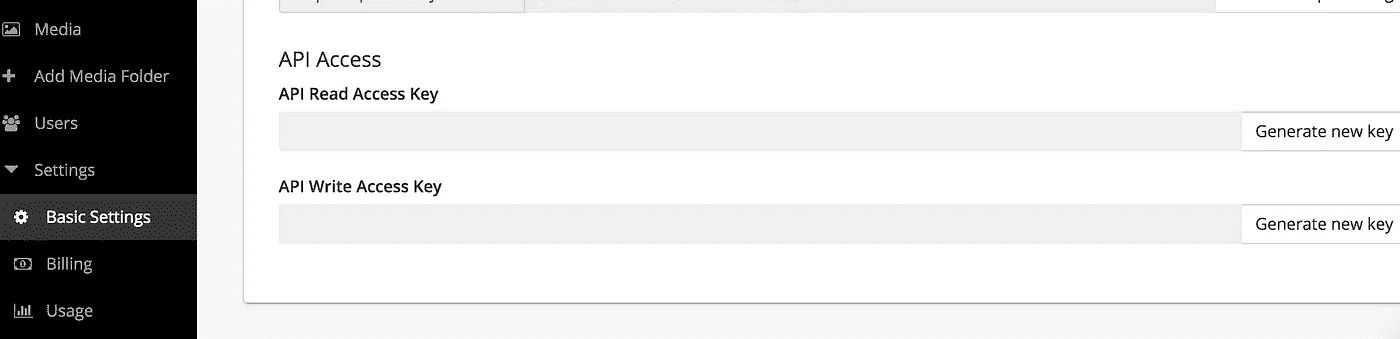 Media
Add Media Folder
Users
Settings
Basic Settings
Billing
Usage
API Access
API Read Access Key
Generate new key
API Write Access Key
Generate new key